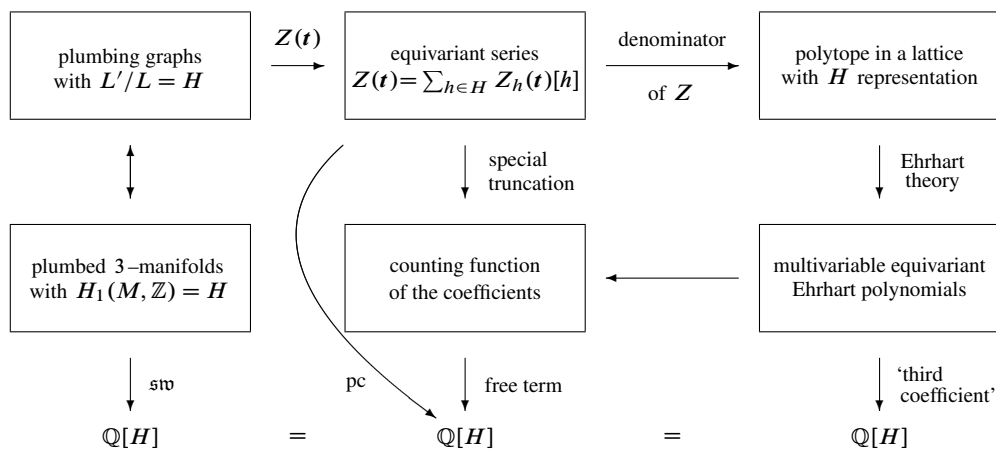 plumbing graphs
with L′/L = H
Z(t)
equivariant series
Z(t)=∑h∈H Zh(t)[h]
denominator
of Z
polytope in a lattice
with H representation
special
truncation
Ehrhart
theory
plumbed 3–manifolds
with H1(M, ℤ) = H
counting function
of the coefficients
multivariable equivariant
Ehrhart polynomials
𝔰𝔴
pc
free term
‘third
coefficient’
ℚ[H] = ℚ[H] = ℚ[H]